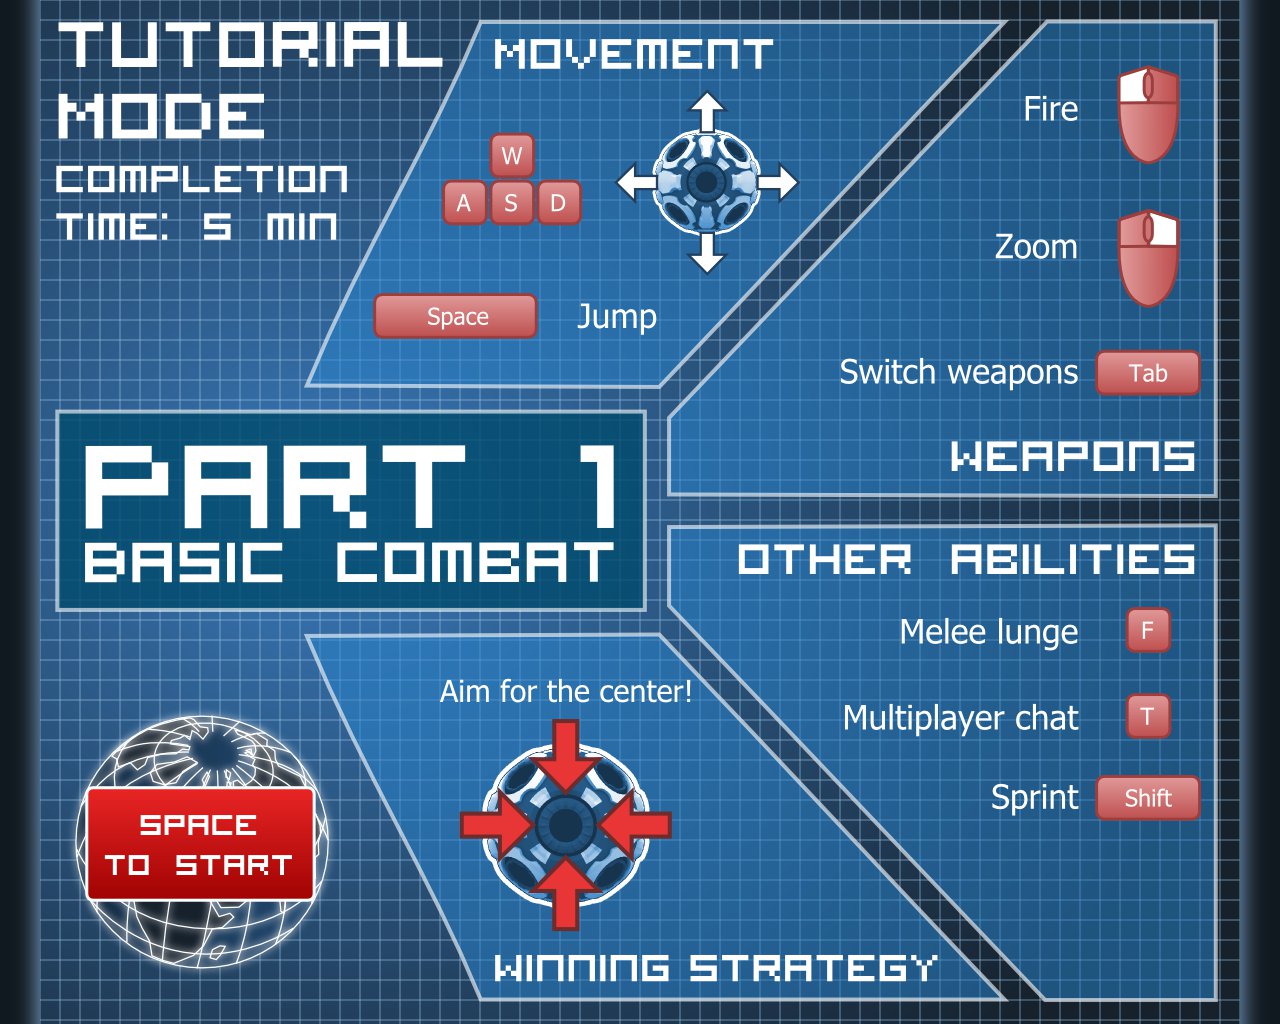 TUTORIAL
MODE
COMPLETION
TIME: 5 MIN
MOVEMENT
W
A S D
Space Jump
Fire
Zoom
Switch weapons Tab
WEAPONS
PART 1
BASIC COMBAT
OTHER ABILITIES
Melee lunge F
Multiplayer chat T
Sprint Shift
Aim for the center!
WINNING STRATEGY
SPACE
TO START